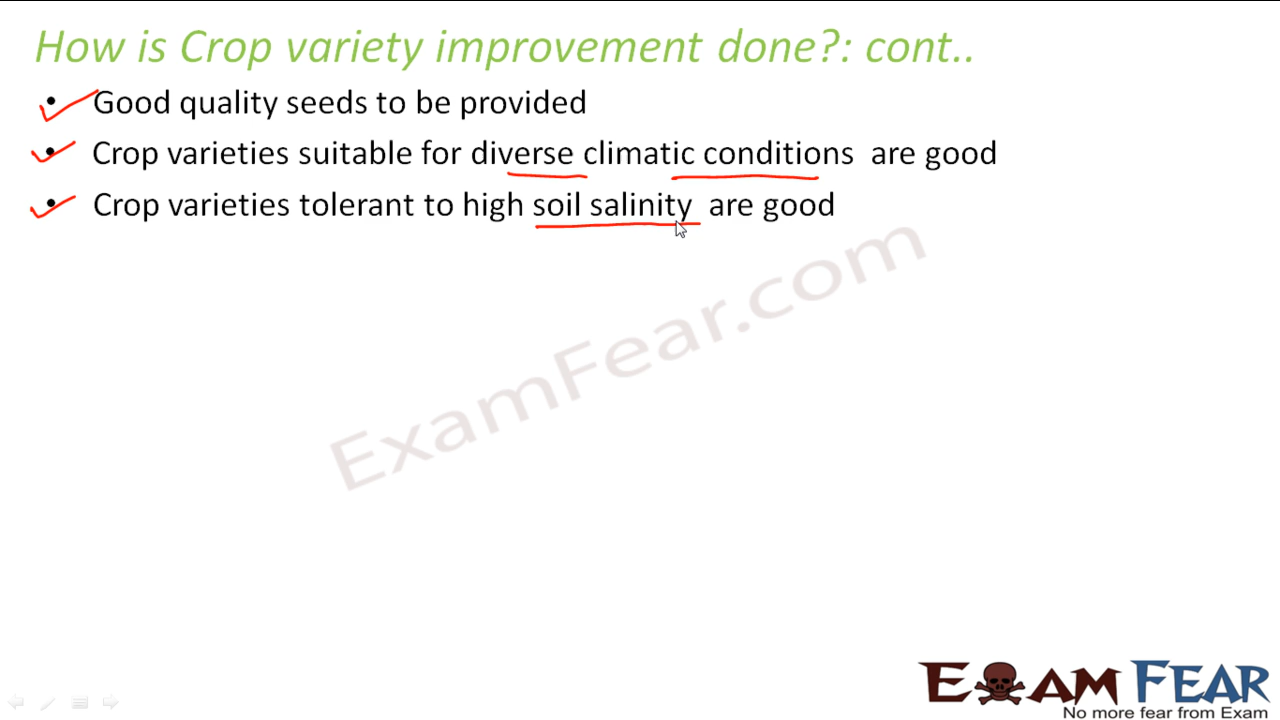 How is Crop variety improvement done?: cont..
• Good quality seeds to be provided
• Crop varieties suitable for diverse climatic conditions are good
• Crop varieties tolerant to high soil salinity are good
ExamFear.com
EXAM FEAR
No more fear from Exam